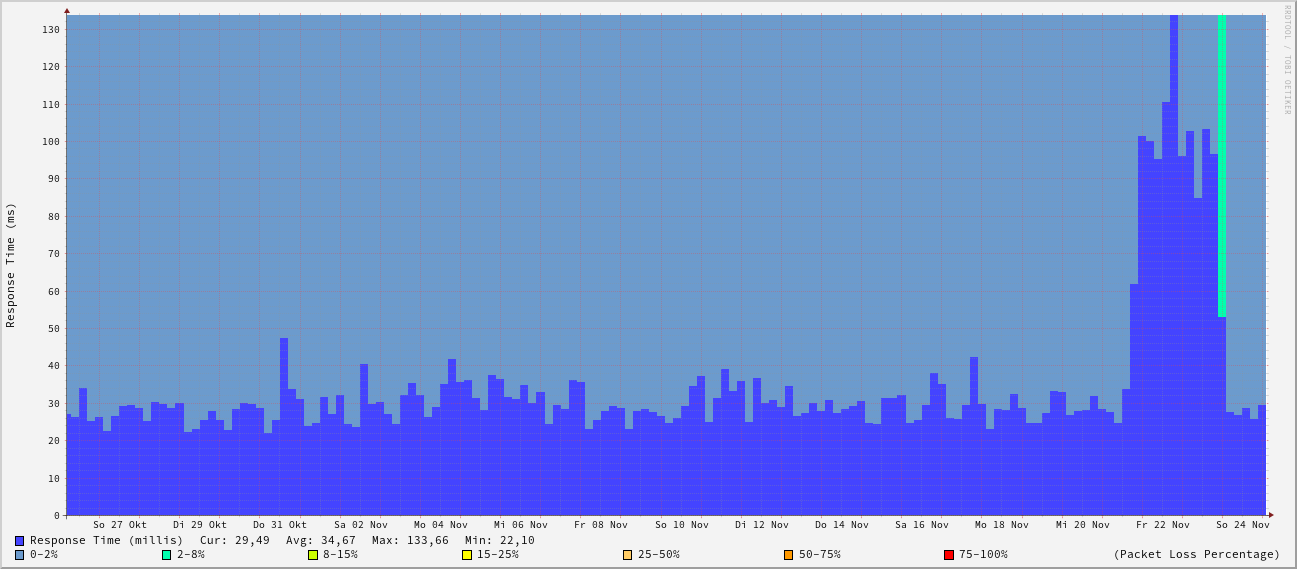 RRDTOOL / TOBI OETIKER
Response Time (ms)
130
120
110
100
90
80
70
60
50
40
30
20
10
0
So 27 Okt Di 29 Okt Do 31 Okt Sa 02 Nov Mo 04 Nov Mi 06 Nov Fr 08 Nov So 10 Nov Di 12 Nov Do 14 Nov Sa 16 Nov Mo 18 Nov Mi 20 Nov Fr 22 Nov So 24 Nov
Response Time (millis) Cur: 29,49 Avg: 34,67 Max: 133,66 Min: 22,10
0-2% 2-8% 8-15% 15-25% 25-50% 50-75% 75-100% (Packet Loss Percentage)